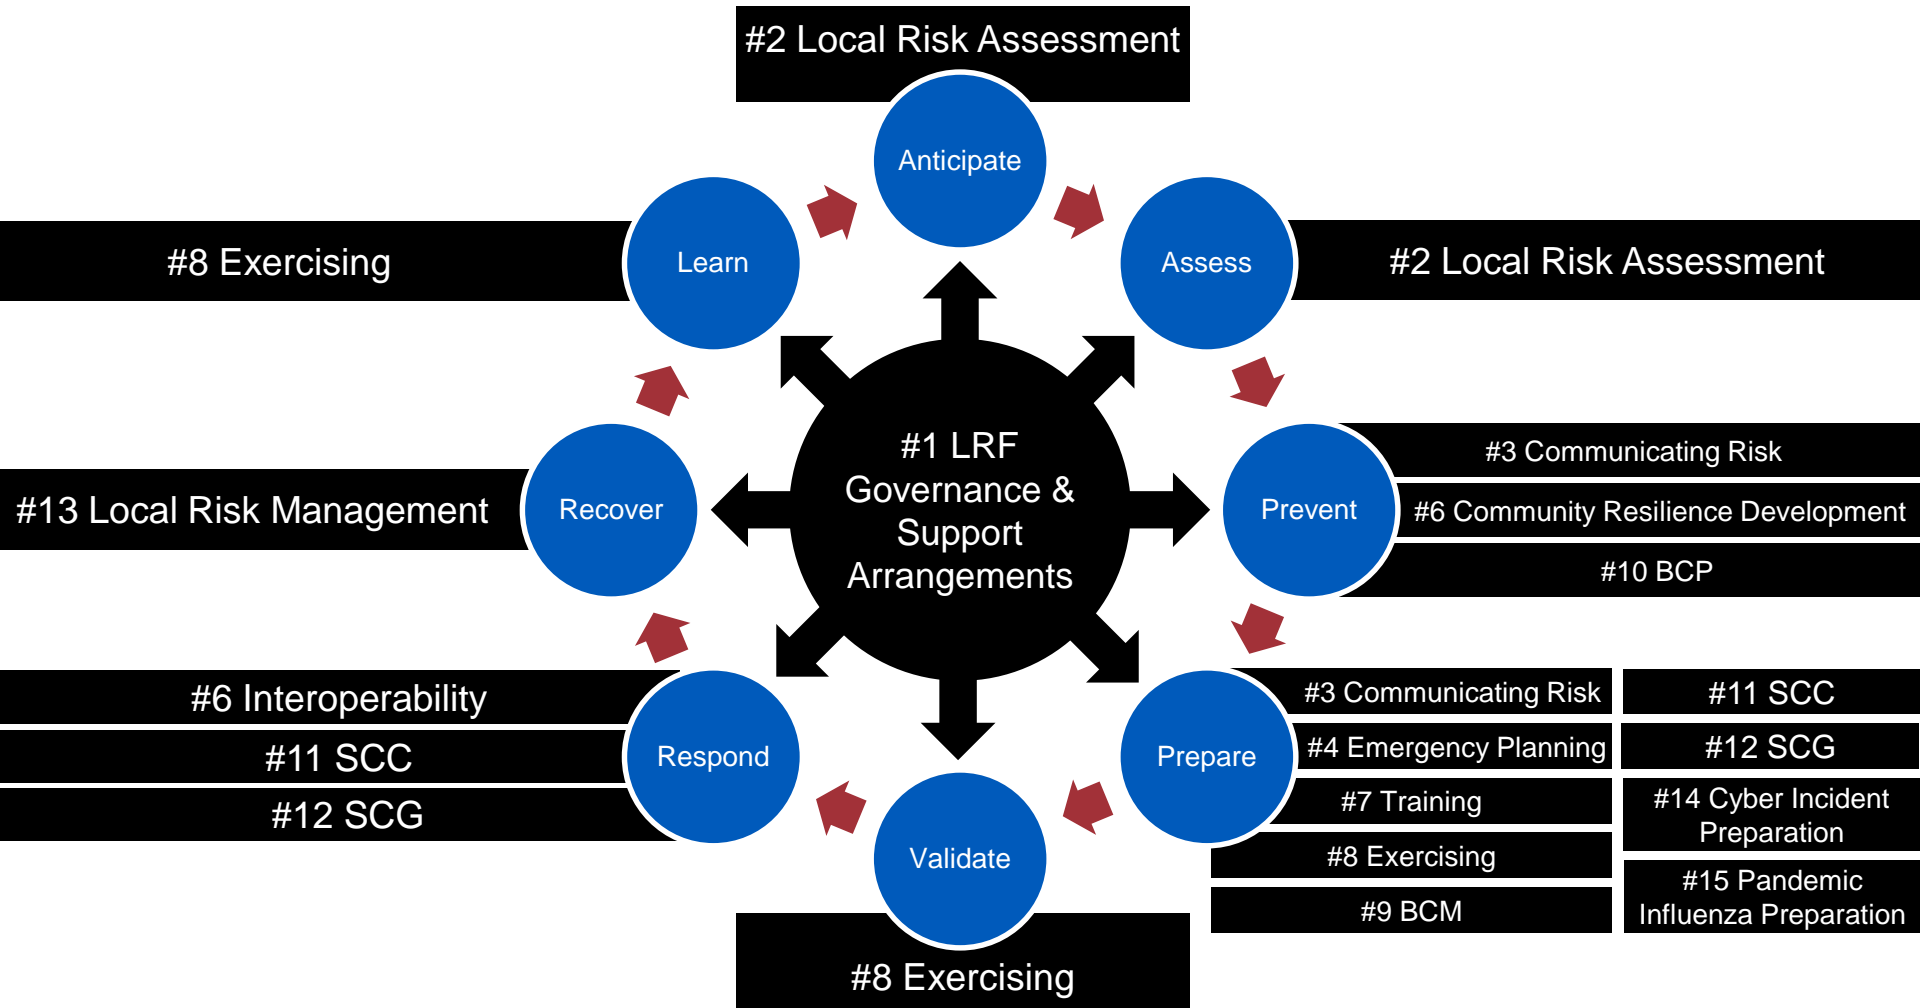 #2 Local Risk Assessment
Anticipate
Learn
Assess
#8 Exercising
#2 Local Risk Assessment
#1 LRF
Governance &
Support
Arrangements
Recover
#13 Local Risk Management
Prevent
#3 Communicating Risk
#6 Community Resilience Development
#10 BCP
#6 Interoperability
#11 SCC
#12 SCG
Respond
Prepare
#3 Communicating Risk
#4 Emergency Planning
#7 Training
#8 Exercising
#9 BCM
#11 SCC
#12 SCG
#14 Cyber Incident
Preparation
#15 Pandemic
Influenza Preparation
Validate
#8 Exercising